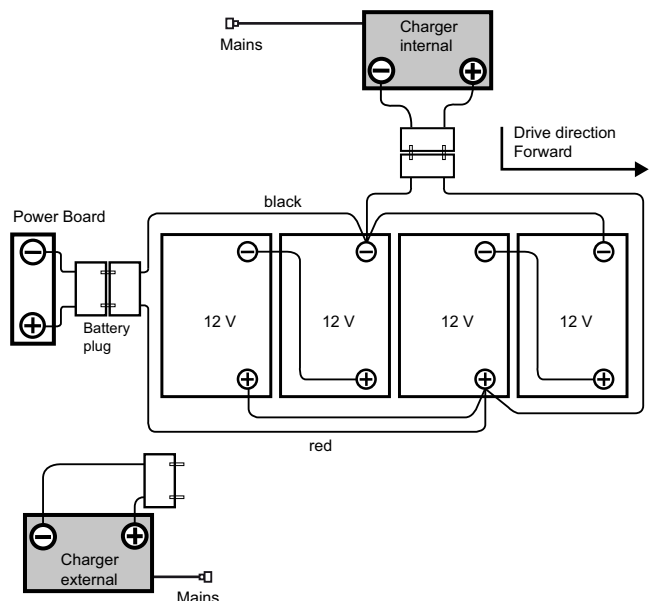 Charger
internal
Mains
Drive direction
Forward
black
Power Board
12 V
12 V
12 V
12 V
Battery
plug
red
Charger
external
Mains